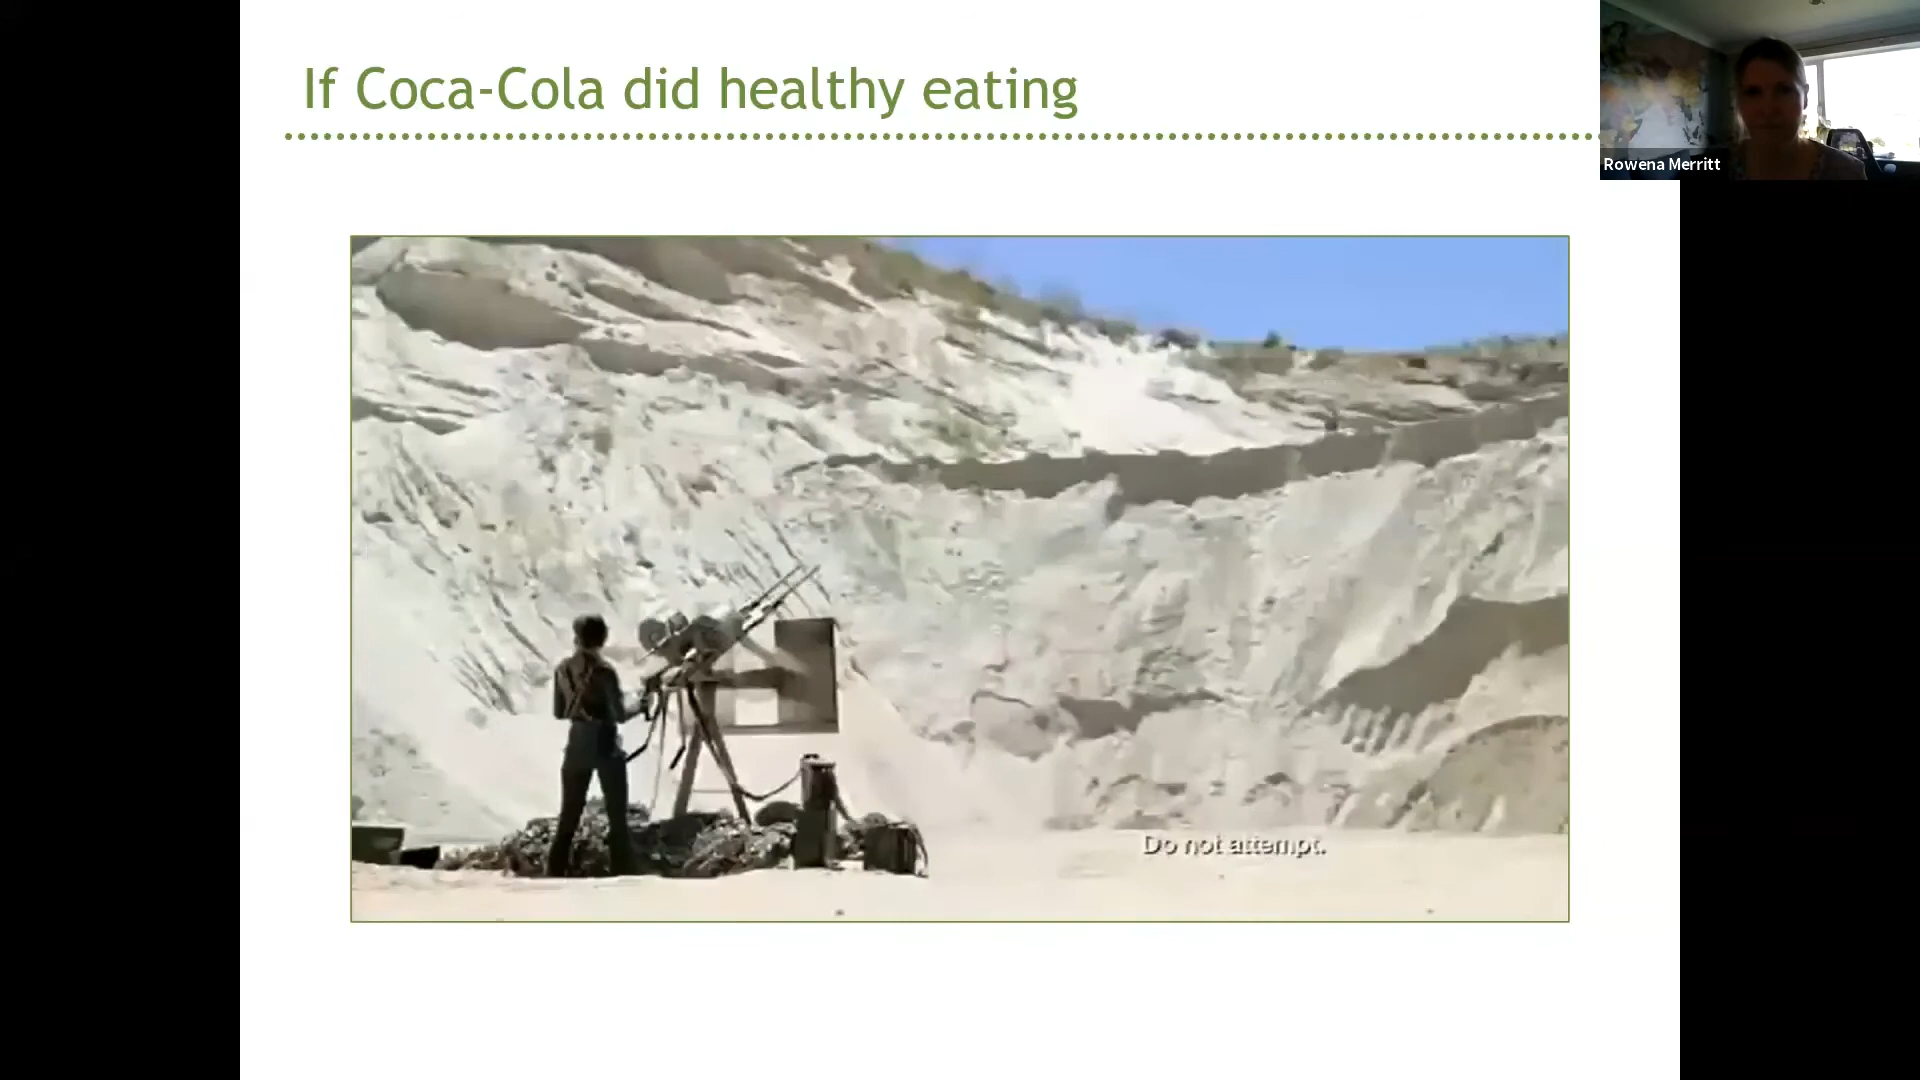 If Coca-Cola did healthy eating
Rowena Merritt
Do not attempt.